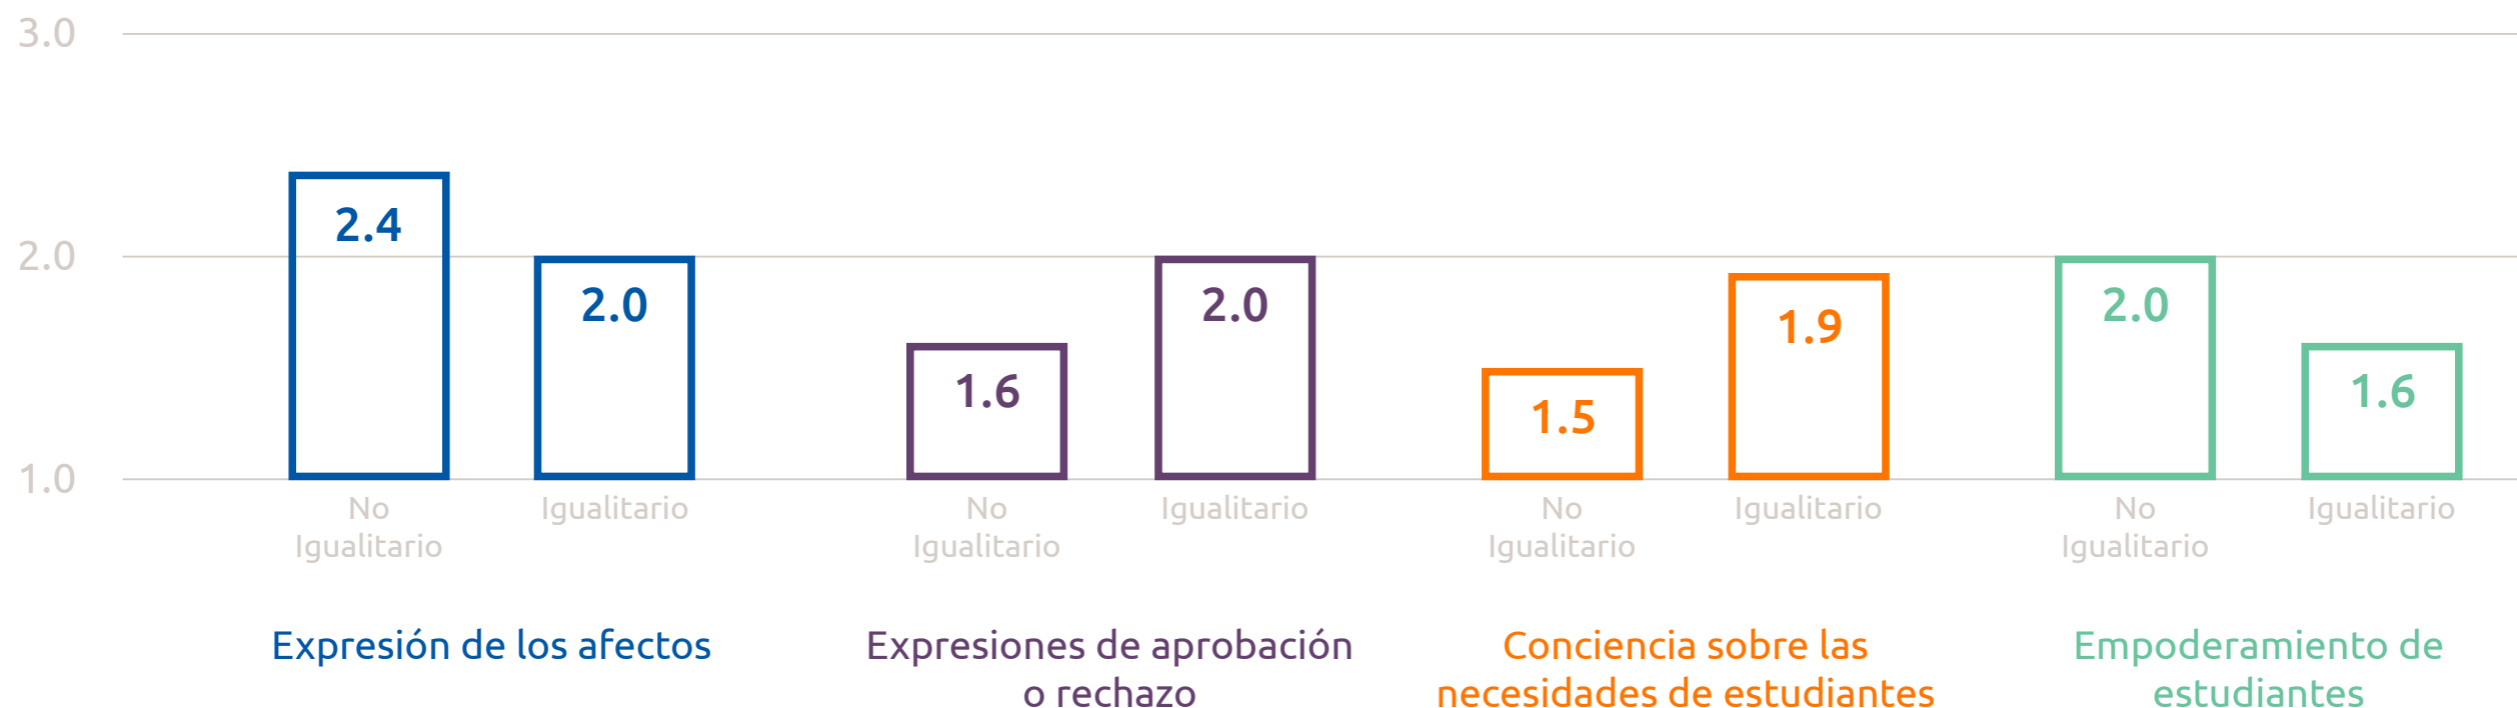 3.0
2.0
1.0
2.4
2.0
1.6
2.0
1.5
1.9
2.0
1.6
No
Igualitario
Igualitario
No
Igualitario
Igualitario
No
Igualitario
Igualitario
No
Igualitario
Igualitario
Expresión de los afectos
Expresiones de aprobación
o rechazo
Conciencia sobre las
necesidades de estudiantes
Empoderamiento de
estudiantes